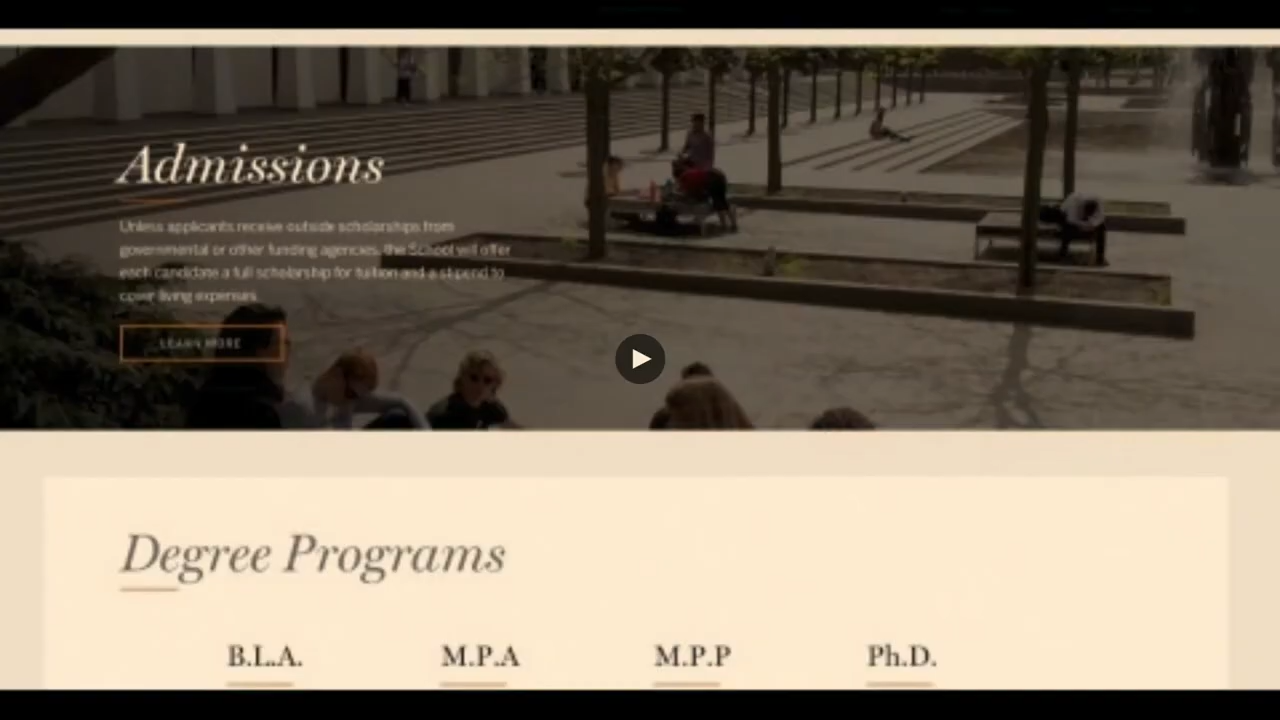 Admissions
Unless applicants receive outside scholarships from
governmental or other funding agencies, the School will offer
each candidate a full scholarship for tuition and a stipend to
cover living expenses.
LEARN MORE
Degree Programs
B.L.A.
M.P.A
M.P.P
Ph.D.